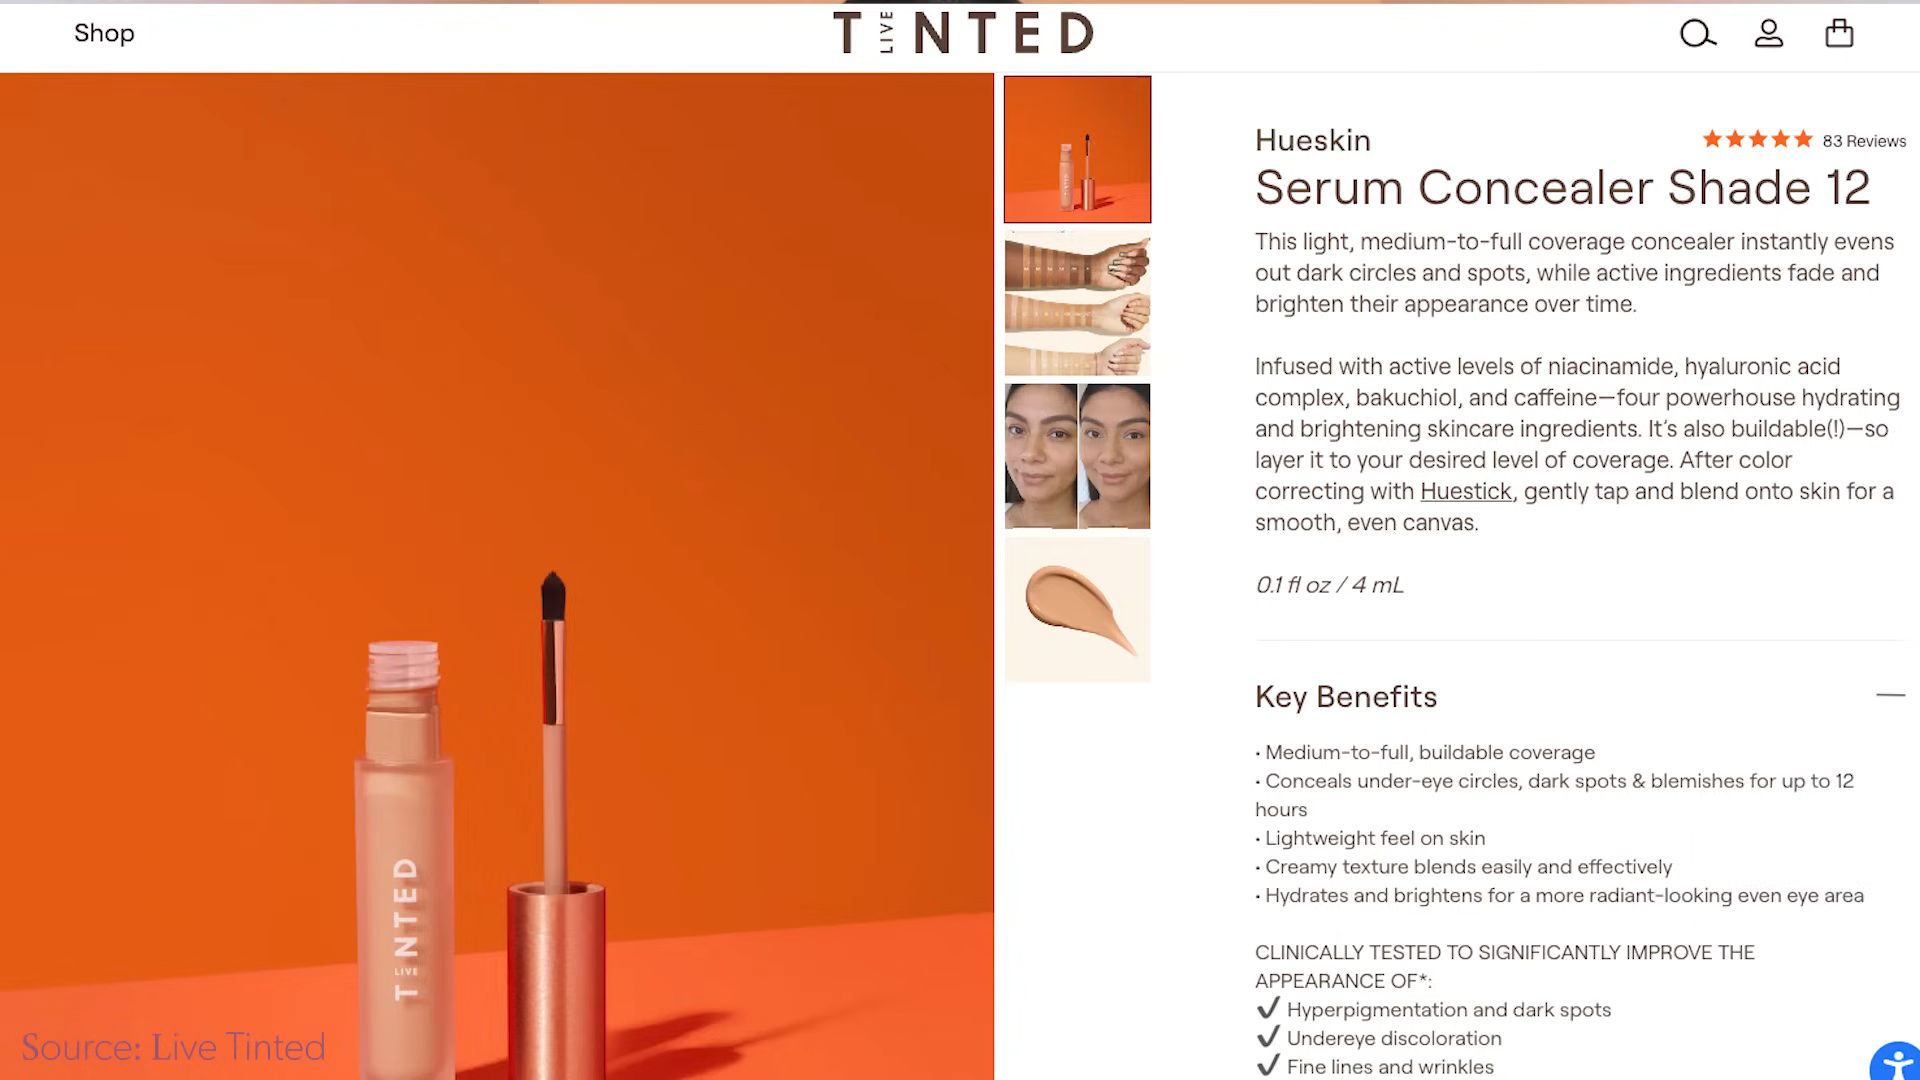 Shop
T LIVE NTED
Hueskin
83 Reviews
Serum Concealer Shade 12
This light, medium-to-full coverage concealer instantly evens
out dark circles and spots, while active ingredients fade and
brighten their appearance over time.
Infused with active levels of niacinamide, hyaluronic acid
complex, bakuchiol, and caffeine—four powerhouse hydrating
and brightening skincare ingredients. It's also buildable(!)—so
layer it to your desired level of coverage. After color
correcting with Huestick, gently tap and blend onto skin for a
smooth, even canvas.
0.1 fl oz / 4 mL
Key Benefits
• Medium-to-full, buildable coverage
• Conceals under-eye circles, dark spots & blemishes for up to 12
hours
• Lightweight feel on skin
• Creamy texture blends easily and effectively
• Hydrates and brightens for a more radiant-looking even eye area
CLINICALLY TESTED TO SIGNIFICANTLY IMPROVE THE
APPEARANCE OF*:
✔ Hyperpigmentation and dark spots
✔ Undereye discoloration
✔ Fine lines and wrinkles
T LIVE NTED
Source: Live Tinted